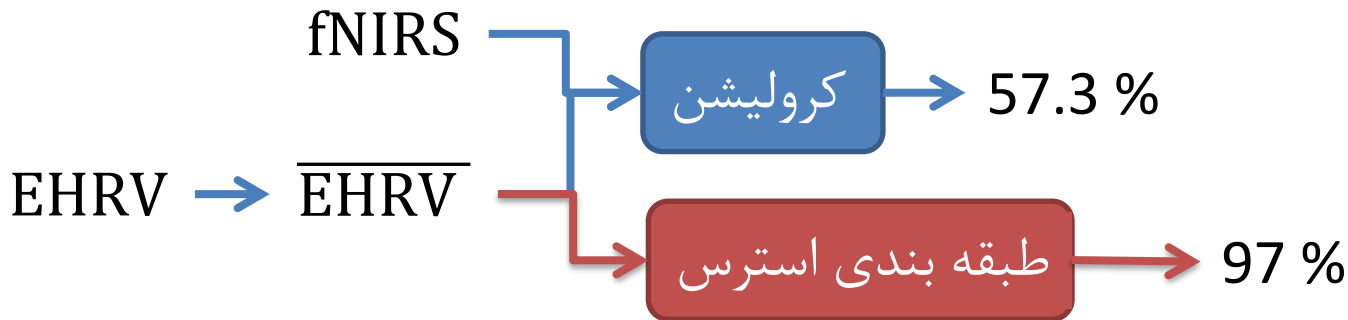 fNIRS
کرولیشن
57.3 %
EHRV
EHRV
طبقه بندی استرس
97 %